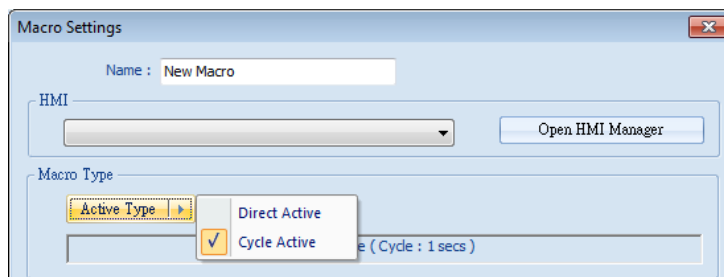 Macro Settings
Name : New Macro
HMI
Open HMI Manager
Macro Type
Active Type
Direct Active
Cycle Active
( Cycle : 1 secs )